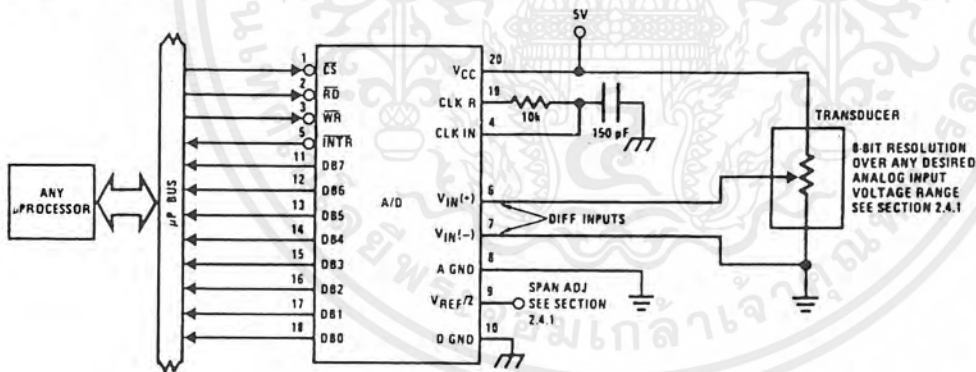 5V
1
CS
2
RD
3
WR
5
INTR
11
DB7
12
DB6
13
DB5
14
DB4
15
DB3
16
DB2
17
DB1
18
DB0
ANY
μPROCESSOR
μP BUS
A/D
20
VCC
19
CLK R
10k
4
CLK IN
150 pF
6
VIN(+)
DIFF INPUTS
7
VIN(−)
8
A GND
9
VREF/2
SPAN ADJ
SEE SECTION
2.4.1
10
D GND
TRANSDUCER
8-BIT RESOLUTION
OVER ANY DESIRED
ANALOG INPUT
VOLTAGE RANGE
SEE SECTION 2.4.1